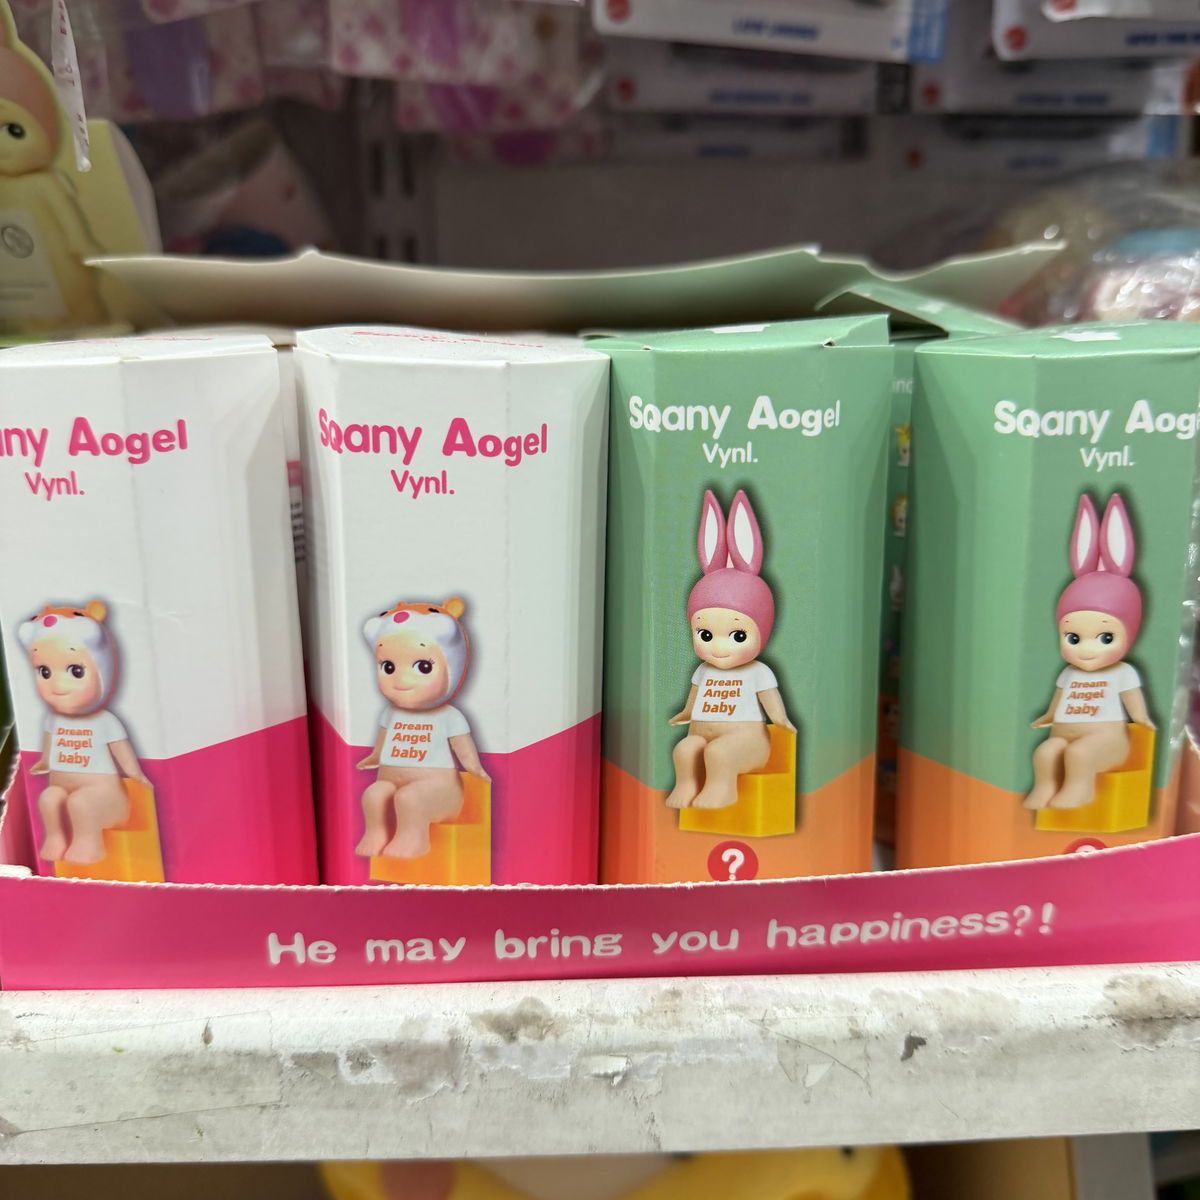 ny Aogel
Vynl.
Sqany Aogel
Vynl.
Sqany Aogel
Vynl.
Sqany Aog
Vynl.
Dream
Angel
baby
Dream
Angel
baby
Dream
Angel
baby
Dream
Angel
baby
?
He may bring you happiness?!